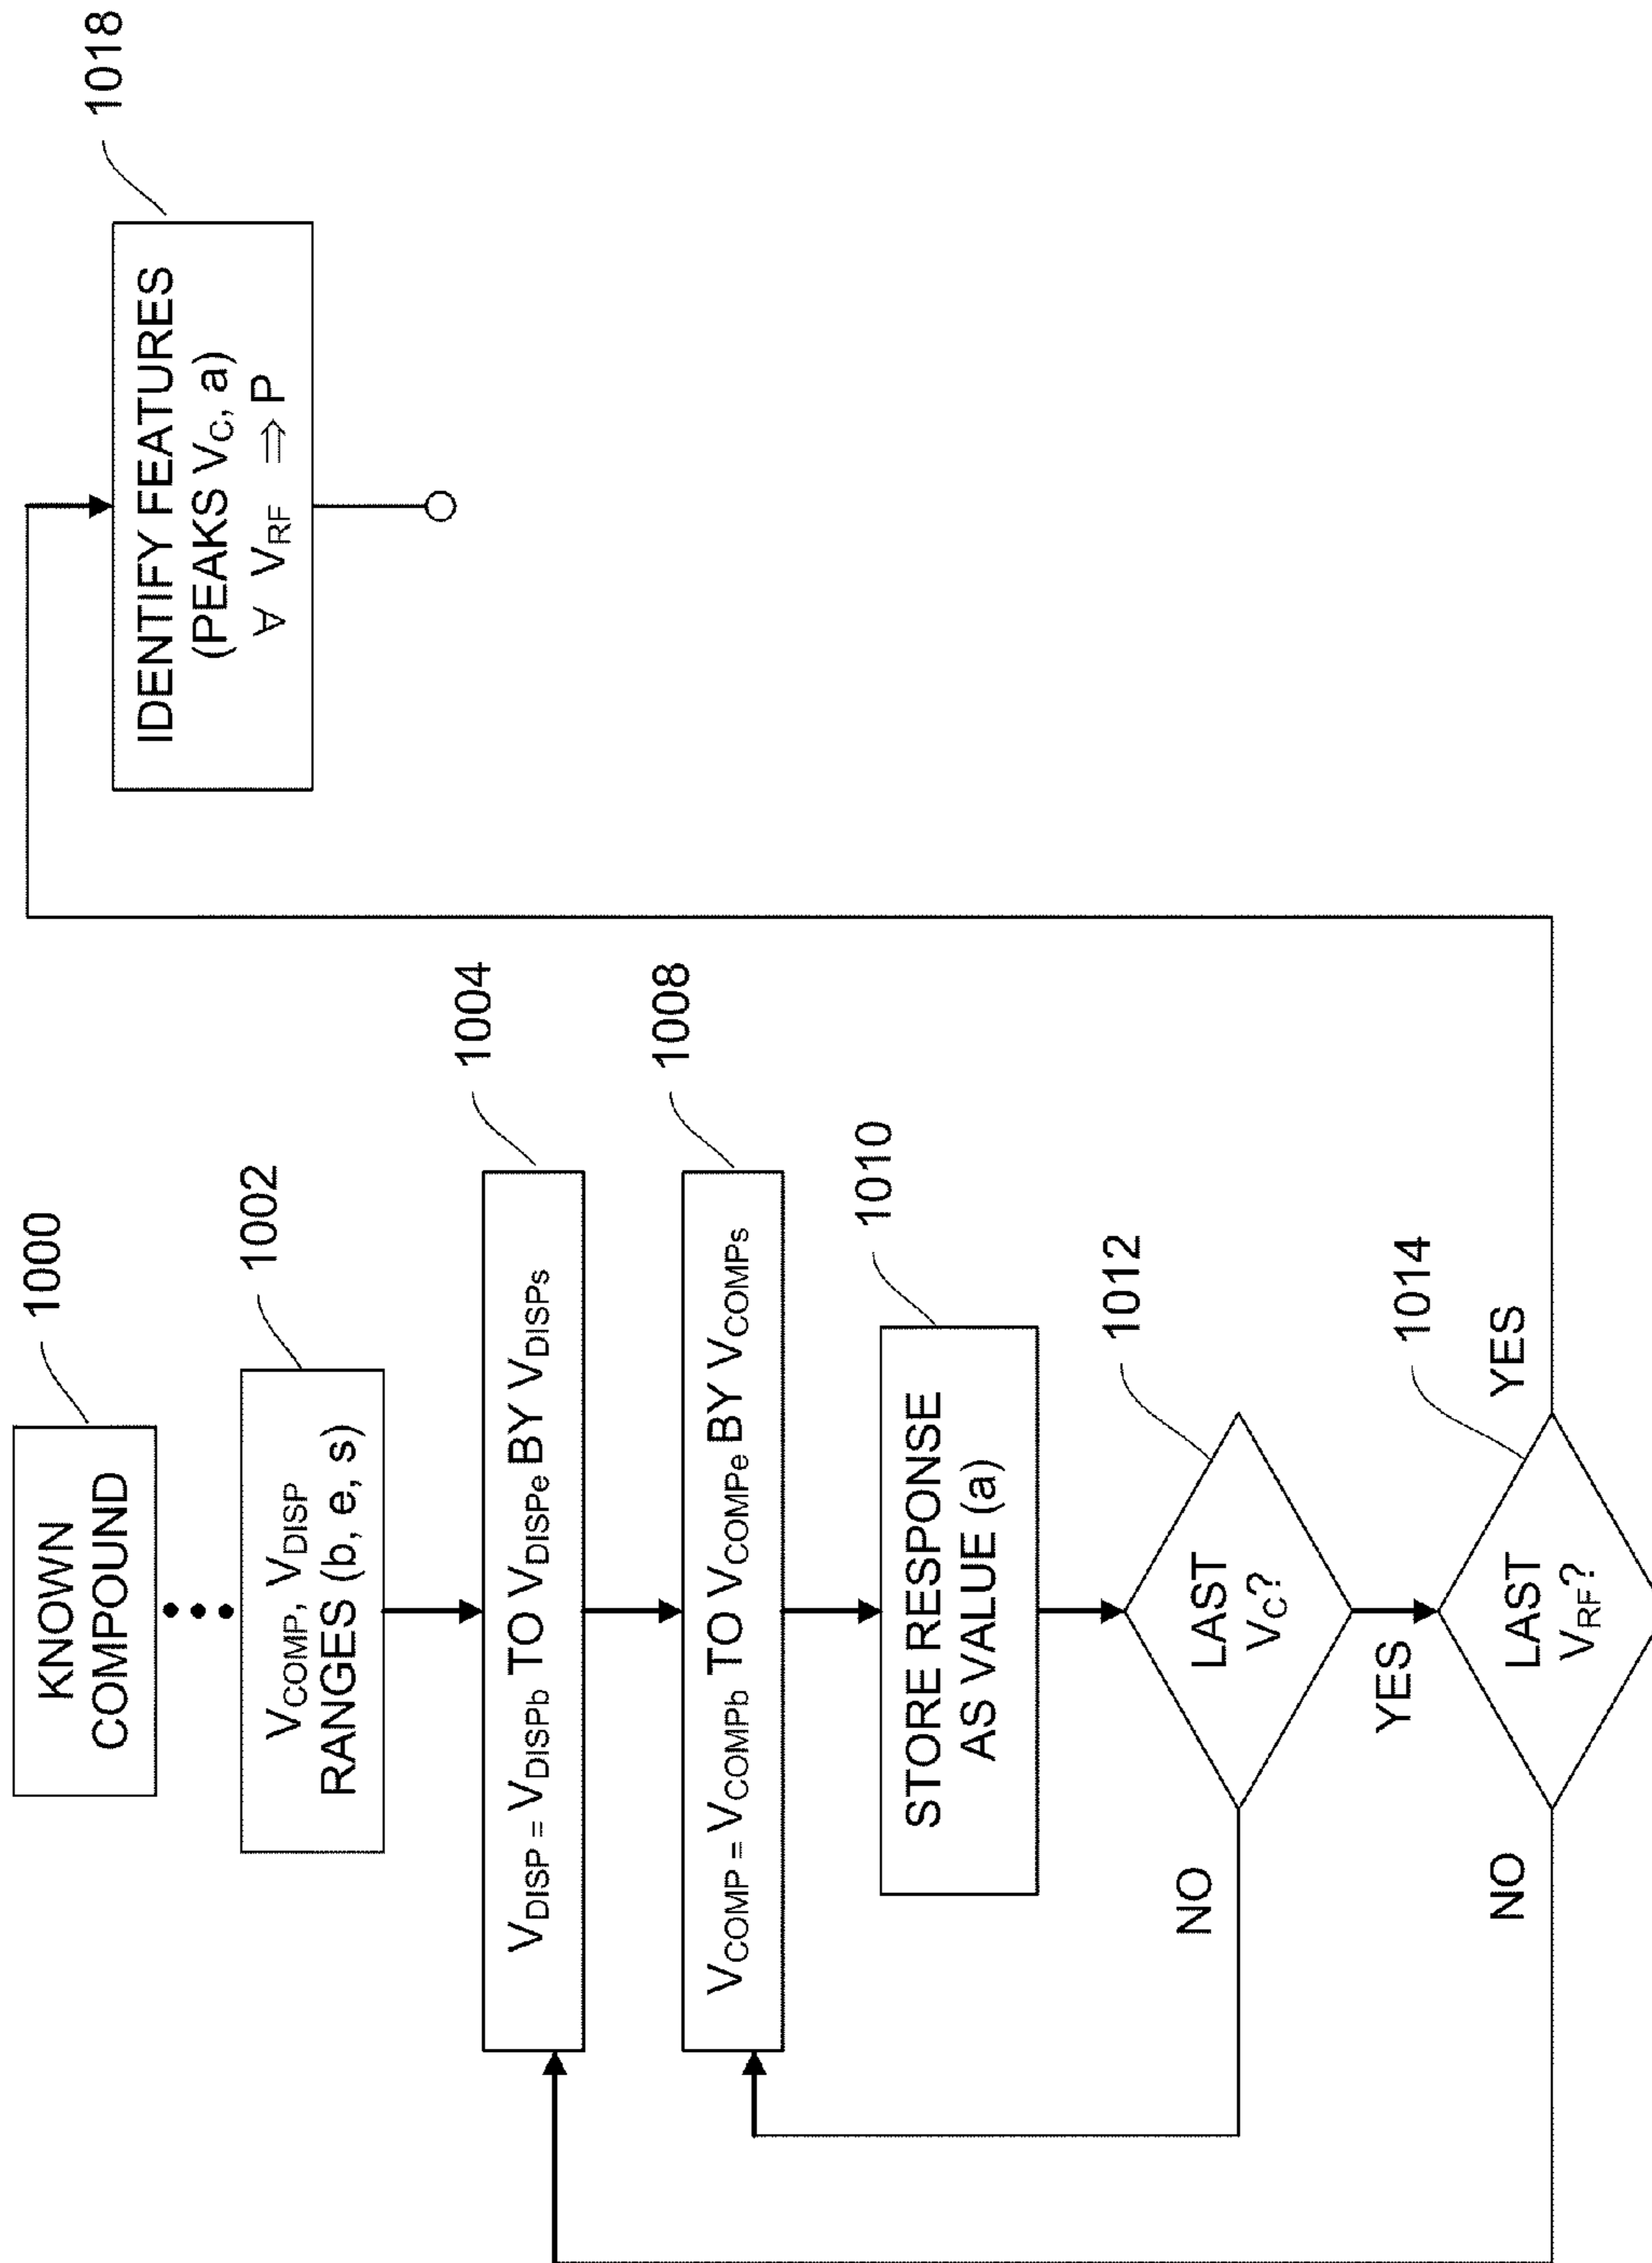 KNOWN
COMPOUND
1000
V_COMP, V_DISP
RANGES (b, e, s)
1002
V_DISP = V_DISPb TO V_DISPe BY V_DISPs
1004
V_COMP = V_COMPb TO V_COMPe BY V_COMPs
1008
STORE RESPONSE
AS VALUE (a)
1010
LAST
V_C?
1012
NO
YES
LAST
V_RF?
1014
NO
YES
IDENTIFY FEATURES
(PEAKS V_C, a)
∀ V_RF ⇒ P
1018